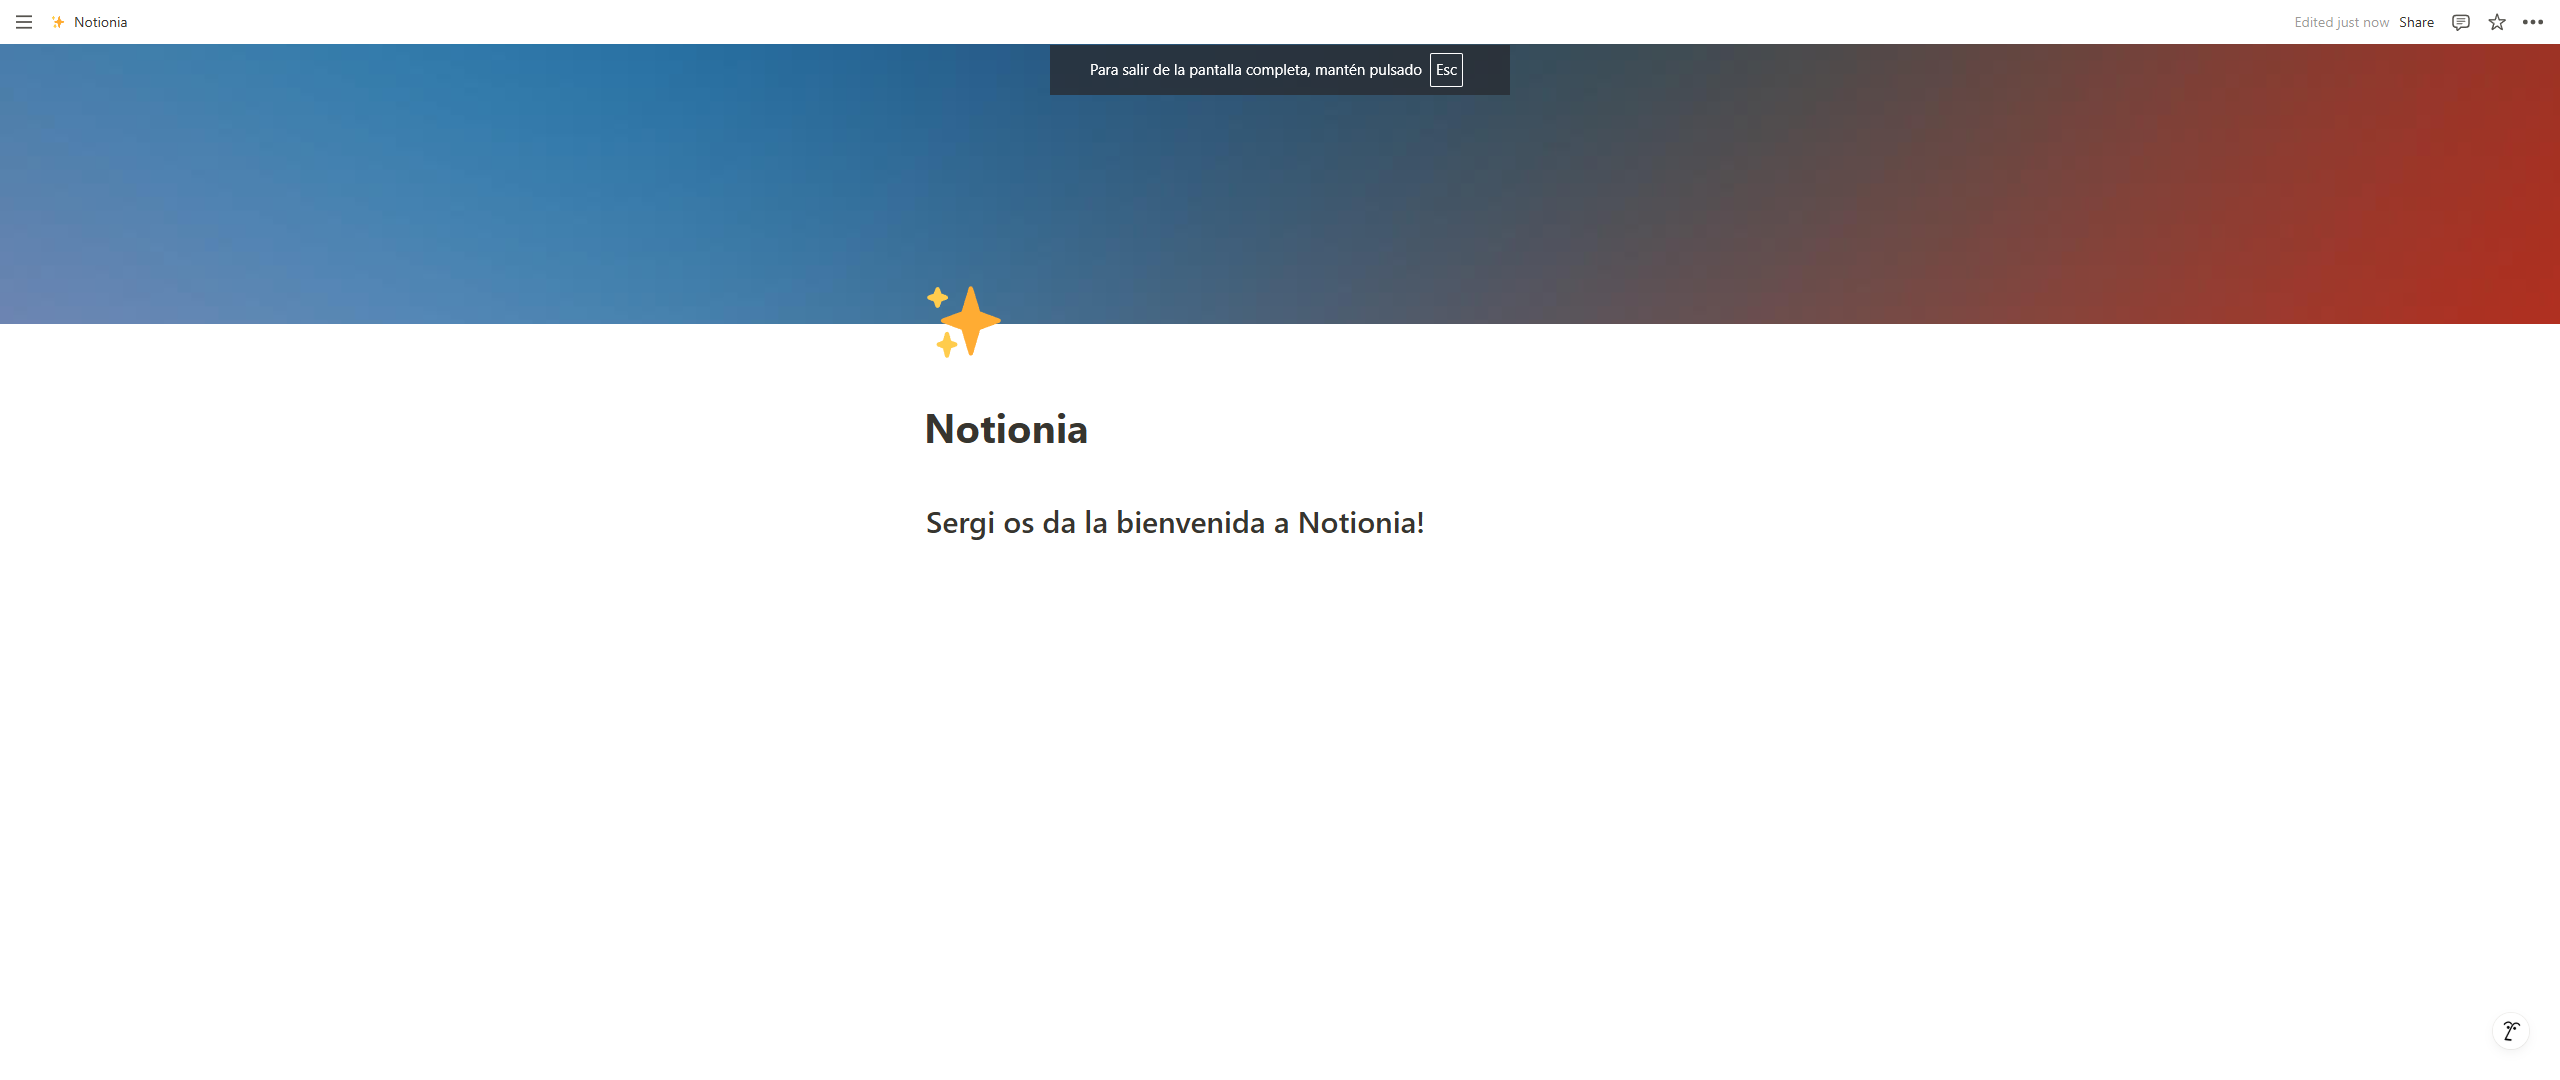 Notionia
Edited just now Share
Para salir de la pantalla completa, mantén pulsado Esc
Notionia
Sergi os da la bienvenida a Notionia!